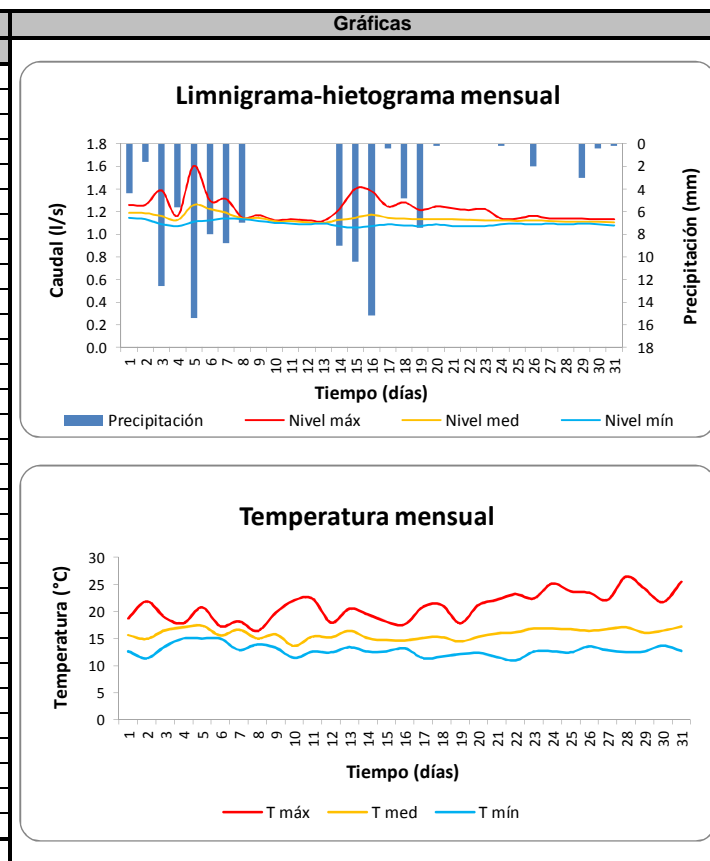 Gráficas
Limnigrama-hietograma mensual
Caudal (l/s)
1.8
1.6
1.4
1.2
1.0
0.8
0.6
0.4
0.2
0.0
0
2
4
6
8
10
12
14
16
18
Precipitación (mm)
1 2 3 4 5 6 7 8 9 10 11 12 13 14 15 16 17 18 19 20 21 22 23 24 25 26 27 28 29 30 31
Tiempo (días)
Precipitación Nivel máx Nivel med Nivel mín
Temperatura mensual
Temperatura (°C)
30
25
20
15
10
5
0
1 2 3 4 5 6 7 8 9 10 11 12 13 14 15 16 17 18 19 20 21 22 23 24 25 26 27 28 29 30 31
Tiempo (días)
T máx T med T mín